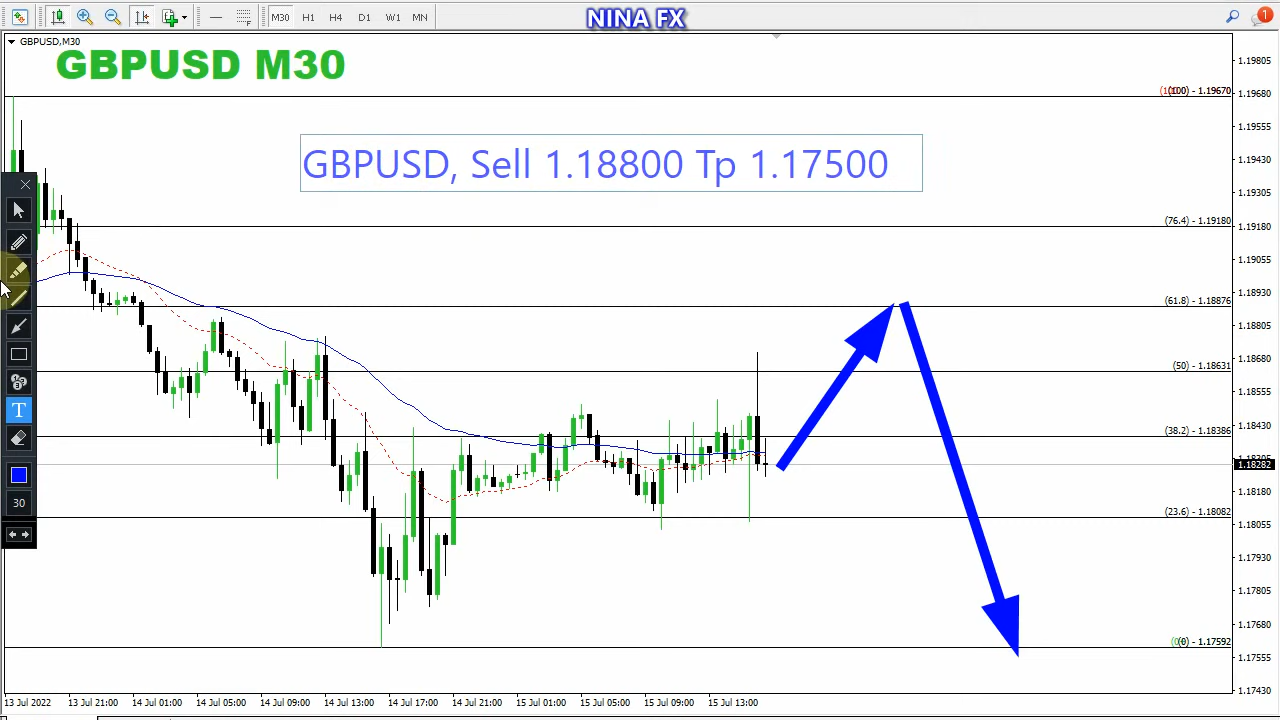 M30 H1 H4 D1 W1 MN
NINA FX
1
GBPUSD,M30
GBPUSD M30
GBPUSD, Sell 1.18800 Tp 1.17500
(100) - 1.19670
(76.4) - 1.19180
(61.8) - 1.18876
(50) - 1.18631
(38.2) - 1.18386
(23.6) - 1.18082
(0) - 1.17592
1.19805
1.19680
1.19555
1.19430
1.19305
1.19180
1.19055
1.18930
1.18805
1.18680
1.18555
1.18430
1.18282
1.18180
1.18055
1.17930
1.17805
1.17680
1.17555
1.17430
T
30
13 Jul 2022 13 Jul 21:00 14 Jul 01:00 14 Jul 05:00 14 Jul 09:00 14 Jul 13:00 14 Jul 17:00 14 Jul 21:00 15 Jul 01:00 15 Jul 05:00 15 Jul 09:00 15 Jul 13:00